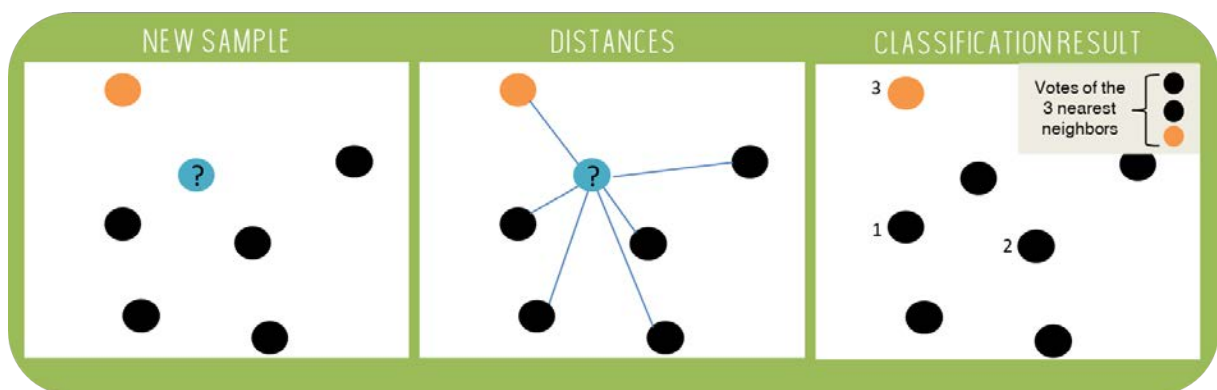 NEW SAMPLE
?
DISTANCES
?
CLASSIFICATION RESULT
3
Votes of the
3 nearest
neighbors
1
2